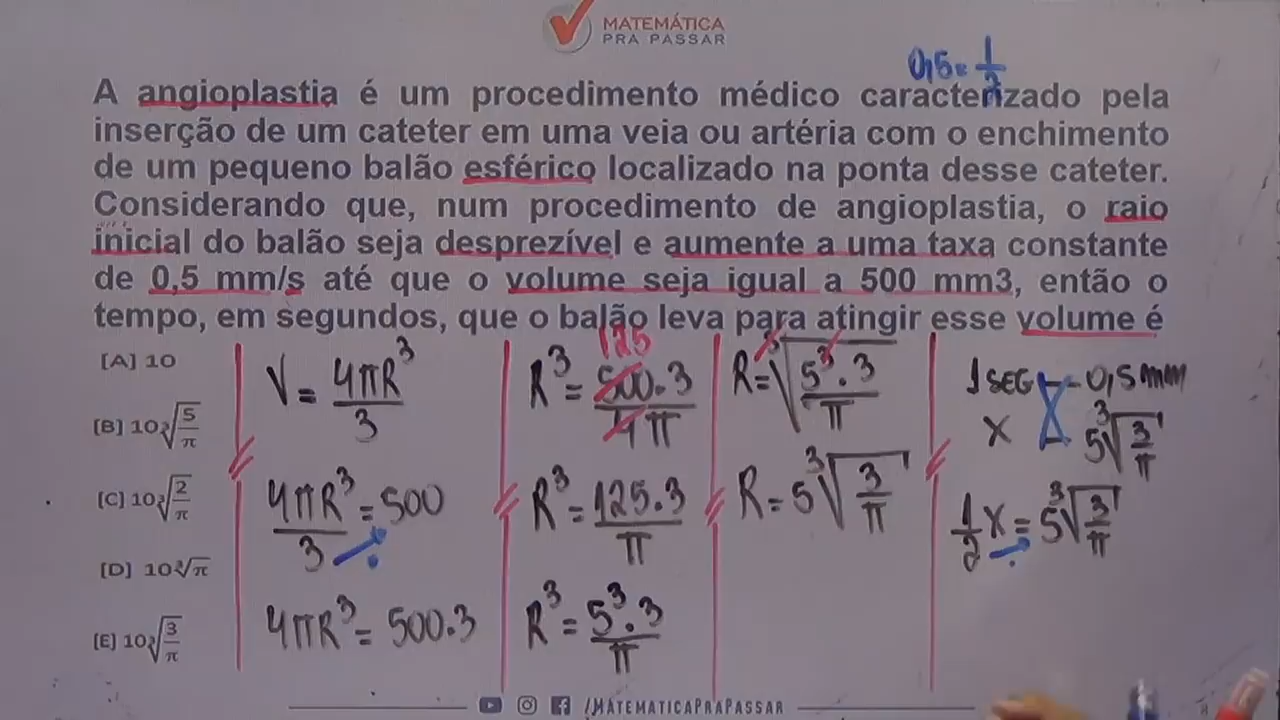 MATEMÁTICA
PRA PASSAR
0,5 = 1/2
A angioplastia é um procedimento médico caracterizado pela
inserção de um cateter em uma veia ou artéria com o enchimento
de um pequeno balão esférico localizado na ponta desse cateter.
Considerando que, num procedimento de angioplastia, o raio
inicial do balão seja desprezível e aumente a uma taxa constante
de 0,5 mm/s até que o volume seja igual a 500 mm3, então o
tempo, em segundos, que o balão leva para atingir esse volume é
[A] 10
[B] 10∛(5/π)
[C] 10∛(2/π)
[D] 10∛π
[E] 10∛(3/π)
V = 4πR³/3
4πR³/3 = 500
4πR³ = 500.3
125
R³ = 500.3/4π
R³ = 125.3/π
R³ = 5³.3/π
R = ∛(5³.3/π)
R = 5∛(3/π)
1 SEG — 0,5mm
X — 5∛(3/π)
1/2 X = 5∛(3/π)
/MATEMATICAPRAPASSAR